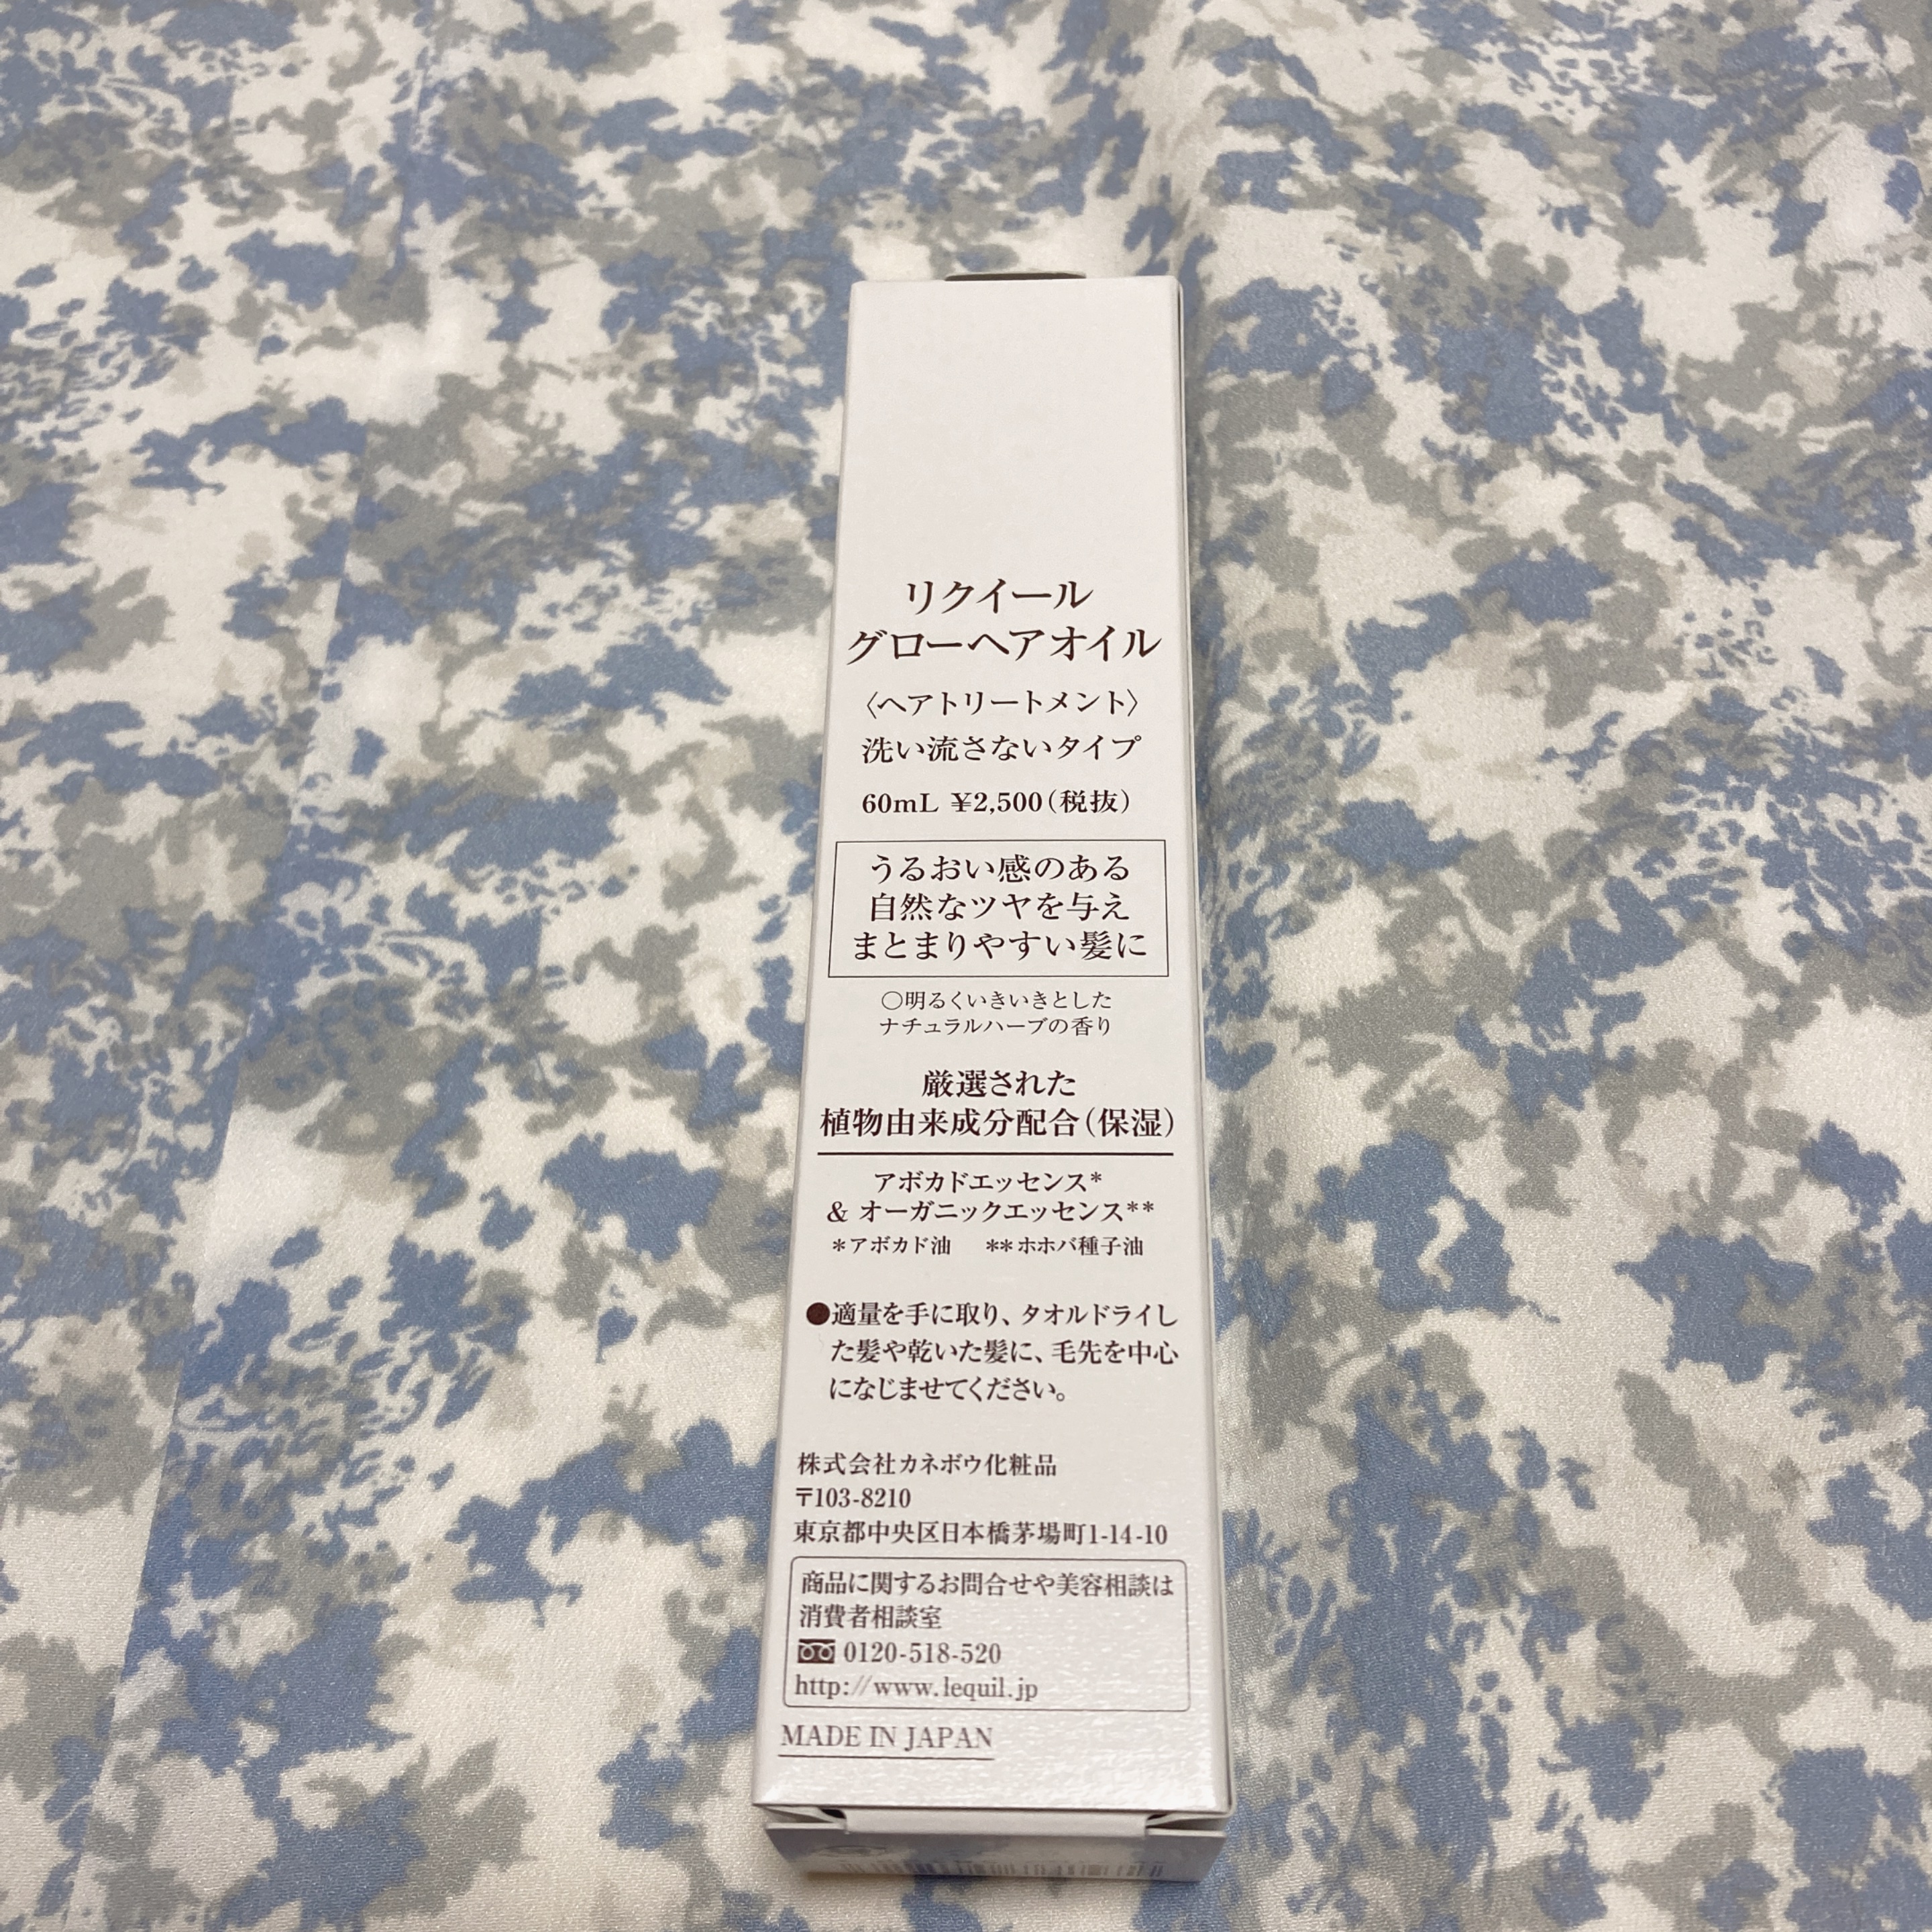 リクイール
グローヘアオイル
〈ヘアトリートメント〉
洗い流さないタイプ
60mL ¥2,500(税抜)
うるおい感のある
自然なツヤを与え
まとまりやすい髪に
○明るくいきいきとした
ナチュラルハーブの香り
厳選された
植物由来成分配合(保湿)
アボカドエッセンス*
& オーガニックエッセンス**
*アボカド油 **ホホバ種子油
●適量を手に取り、タオルドライし
た髪や乾いた髪に、毛先を中心
になじませてください。
株式会社カネボウ化粧品
〒103-8210
東京都中央区日本橋茅場町1-14-10
商品に関するお問合せや美容相談は
消費者相談室
0120-518-520
http://www.lequil.jp
MADE IN JAPAN